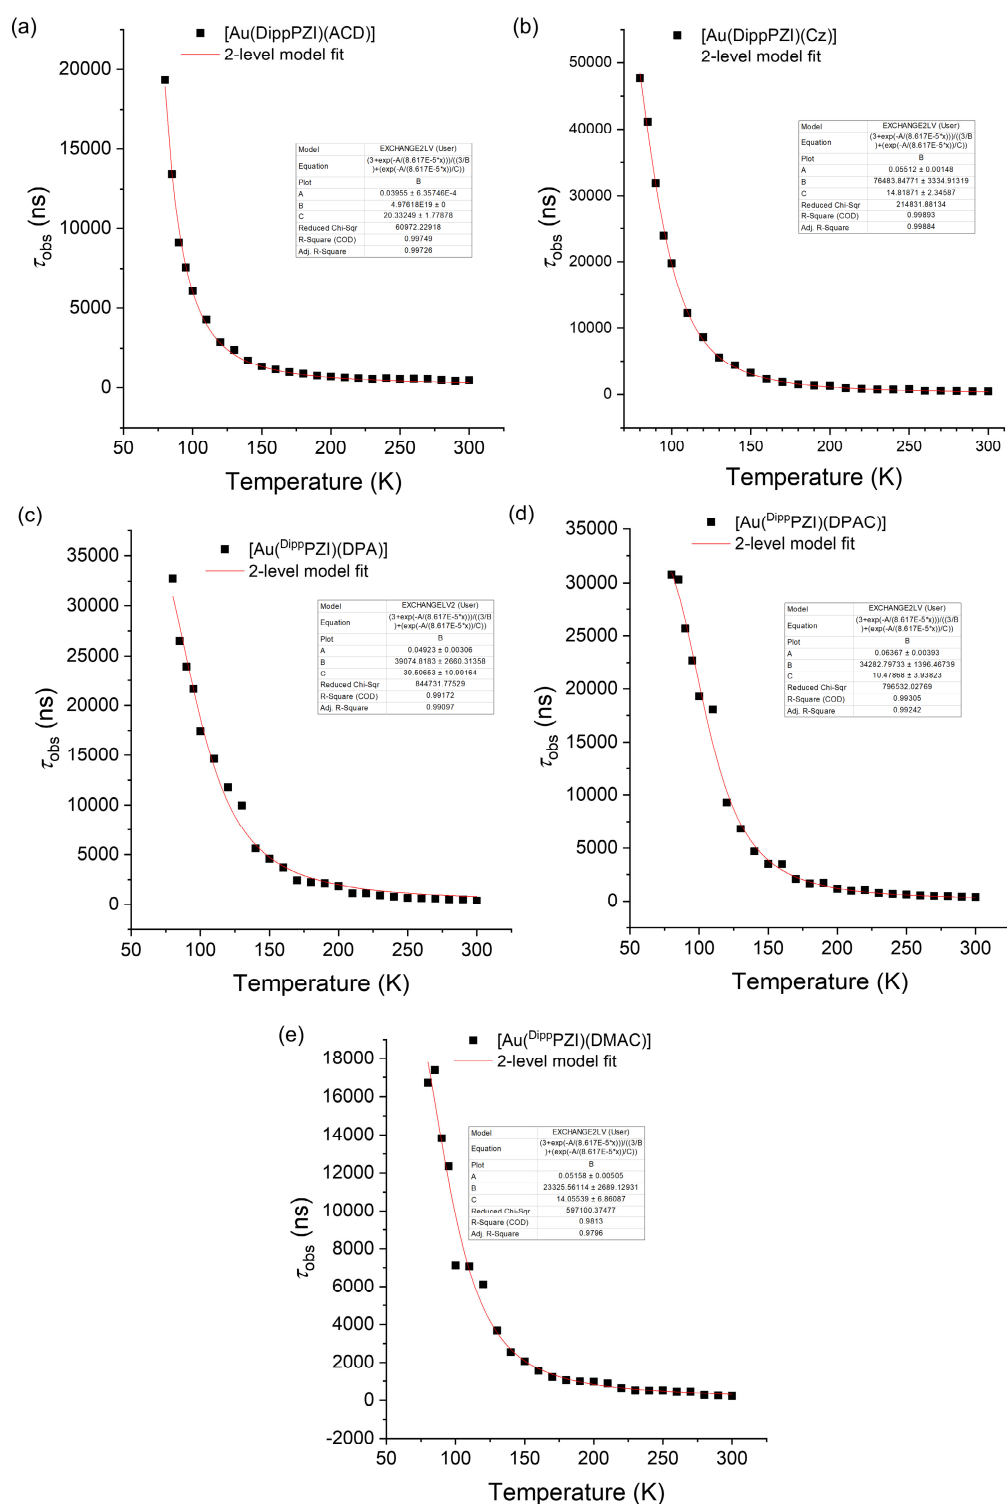 (a)
[Au(DippPZI)(ACD)]
2-level model fit
20000
15000
10000
5000
0
τobs (ns)
50 100 150 200 250 300
Temperature (K)
Model EXCHANGE2LV (User)
Equation (3+exp(-A/(8.617E-5*x)))/((3/B
)+(exp(-A/(8.617E-5*x))/C))
Plot B
A 0.03955 ± 6.35746E-4
B 4.97618E19 ± 0
C 20.33249 ± 1.77878
Reduced Chi-Sqr 60972.22918
R-Square (COD) 0.99749
Adj. R-Square 0.99726
(b)
[Au(DippPZI)(Cz)]
2-level model fit
50000
40000
30000
20000
10000
0
τobs (ns)
100 150 200 250 300
Temperature (K)
Model EXCHANGE2LV (User)
Equation (3+exp(-A/(8.617E-5*x)))/((3/B
)+(exp(-A/(8.617E-5*x))/C))
Plot B
A 0.05512 ± 0.00148
B 76483.84771 ± 3334.91319
C 14.81871 ± 2.34587
Reduced Chi-Sqr 214831.88134
R-Square (COD) 0.99893
Adj. R-Square 0.99884
(c)
[Au(DippPZI)(DPA)]
2-level model fit
35000
30000
25000
20000
15000
10000
5000
0
τobs (ns)
50 100 150 200 250 300
Temperature (K)
Model EXCHANGELV2 (User)
Equation (3+exp(-A/(8.617E-5*x)))/((3/B
)+(exp(-A/(8.617E-5*x))/C))
Plot B
A 0.04923 ± 0.00306
B 39074.8183 ± 2660.31358
C
Reduced Chi-Sqr 844731.77529
R-Square (COD) 0.99172
Adj. R-Square 0.99097
(d)
[Au(DippPZI)(DPAC)]
2-level model fit
35000
30000
25000
20000
15000
10000
5000
0
τobs (ns)
50 100 150 200 250 300
Temperature (K)
Model EXCHANGE2LV (User)
Equation (3+exp(-A/(8.617E-5*x)))/((3/B
)+(exp(-A/(8.617E-5*x))/C))
Plot B
A 0.06367 ± 0.00393
B 34282.79733 ± 1396.46739
C 10.47868 ± 3.93823
Reduced Chi-Sqr 796532.02769
R-Square (COD) 0.99305
Adj. R-Square 0.99242
(e)
[Au(DippPZI)(DMAC)]
2-level model fit
18000
16000
14000
12000
10000
8000
6000
4000
2000
0
-2000
τobs (ns)
50 100 150 200 250 300
Temperature (K)
Model EXCHANGE2LV (User)
Equation (3+exp(-A/(8.617E-5*x)))/((3/B
)+(exp(-A/(8.617E-5*x))/C))
Plot B
A 0.05158 ± 0.00505
B 23325.56114 ± 2689.12931
C 14.05539 ± 6.86087
Reduced Chi-Sqr 597100.37477
R-Square (COD) 0.9813
Adj. R-Square 0.9796